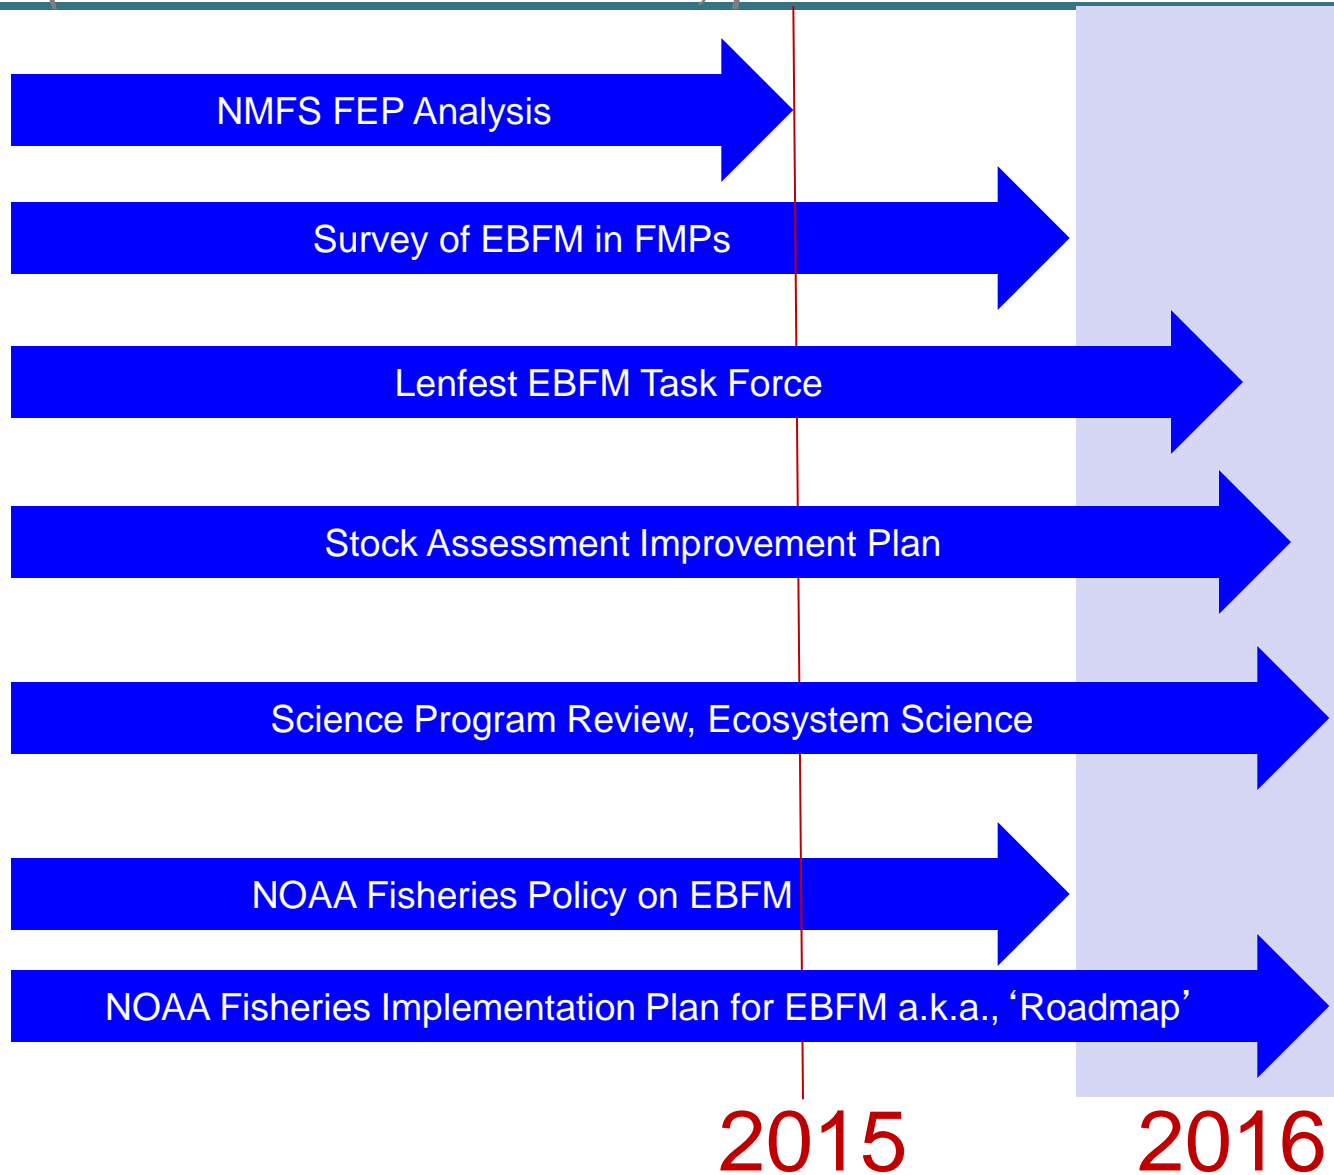 NMFS FEP Analysis
Survey of EBFM in FMPs
Lenfest EBFM Task Force
Stock Assessment Improvement Plan
Science Program Review, Ecosystem Science
NOAA Fisheries Policy on EBFM
NOAA Fisheries Implementation Plan for EBFM a.k.a., ‘Roadmap’
2015 2016